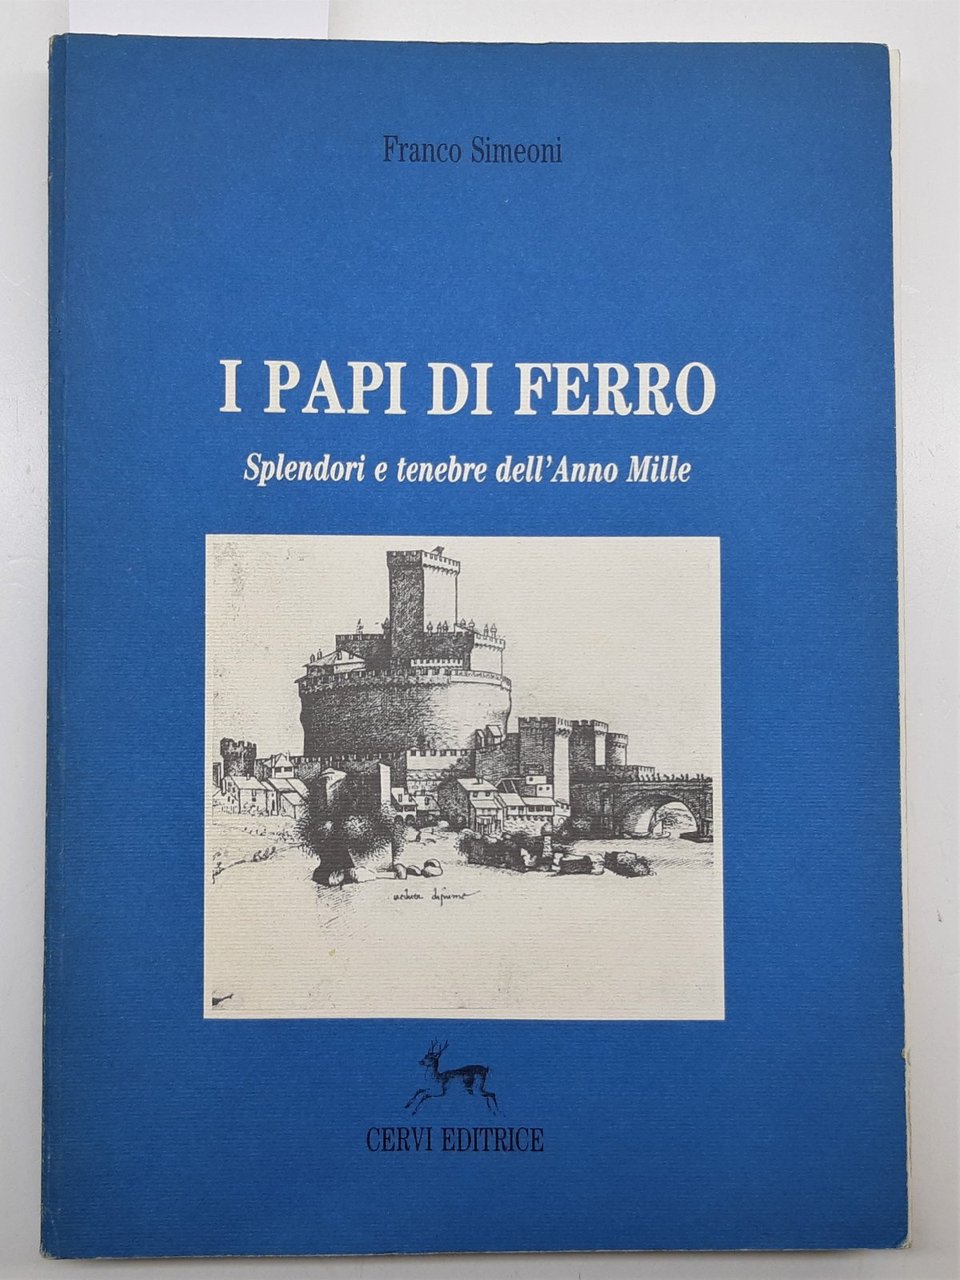 Franco Simeoni
I PAPI DI FERRO
Splendori e tenebre dell'Anno Mille
CERVI EDITRICE